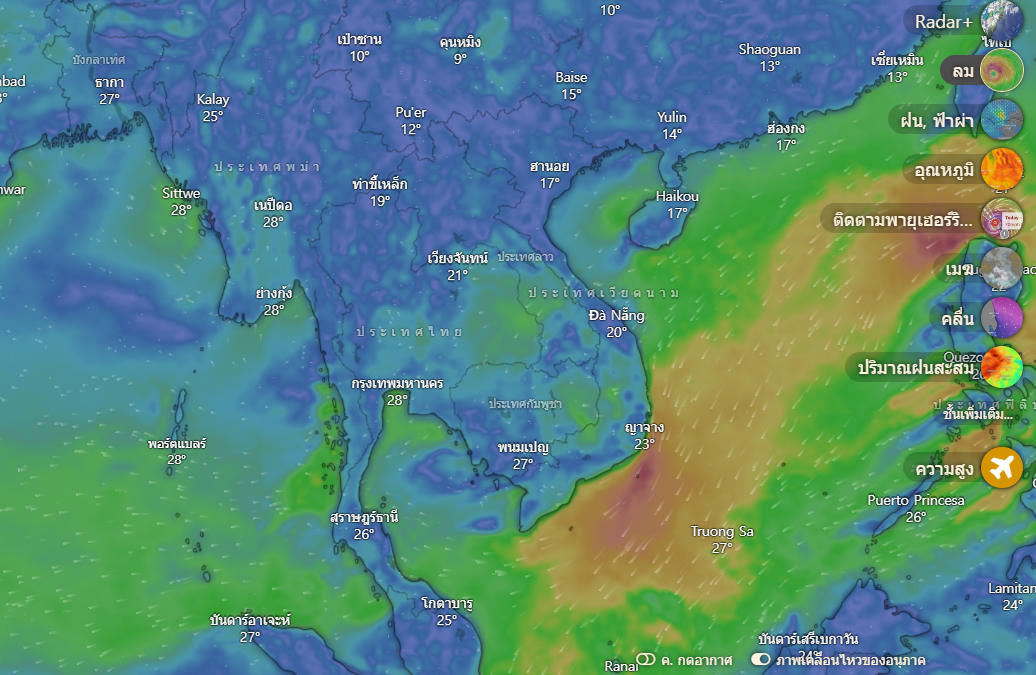 10°
Radar+
ไทเป
เป่าซาน
10°
คุนหมิง
9°
Shaoguan
13°
เซี่ยเหมิน
13°
บังกลาเทศ
ธากา
27°
ลม
Baise
15°
Kalay
25°
Pu'er
12°
Yulin
14°
ฮ่องกง
17°
ฝน, ฟ้าผ่า
ประเทศพม่า
ฮานอย
17°
อุณหภูมิ
ท่าขี้เหล็ก
19°
Sittwe
28°
Haikou
17°
เนปีดอ
28°
ติดตามพายุเฮอร์ริ...
เวียงจันทน์
21°
ประเทศลาว
เมฆ
ย่างกุ้ง
28°
ประเทศเวียดนาม
Đà Nẵng
20°
คลื่น
ประเทศไทย
Quezo
ปริมาณฝนสะสม
กรุงเทพมหานคร
28°
ประเทศกัมพูชา
ชั้นเพิ่มเติม...
พอร์ตแบลร์
28°
ญาจาง
23°
พนมเปญ
27°
ความสูง
Puerto Princesa
26°
สุราษฎร์ธานี
26°
Truong Sa
27°
Lamitan
24°
โกตาบารู
25°
บันดาร์อาเจะห์
27°
บันดาร์เสรีเบกาวัน
24°
Ranai
ค. กดอากาศ
ภาพเคลื่อนไหวของอนุภาค